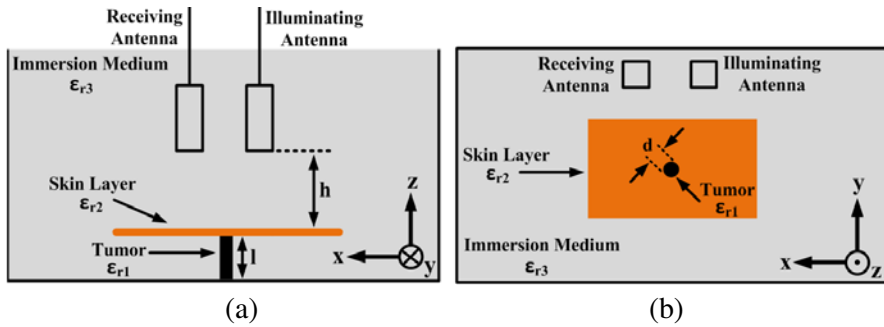 Receiving
Antenna
Illuminating
Antenna
Immersion Medium
εr3
h
Skin Layer
εr2
Tumor
εr1
l
z
x
y
(a)
Receiving
Antenna
Illuminating
Antenna
d
Skin Layer
εr2
Tumor
εr1
Immersion Medium
εr3
y
x
z
(b)